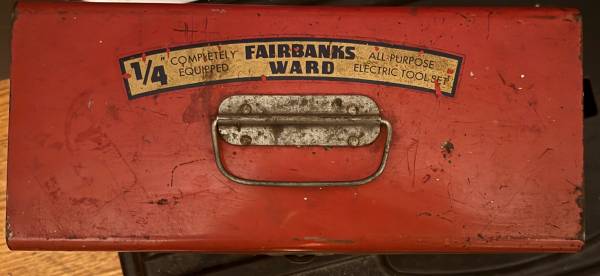 1/4" COMPLETELY EQUIPPED
FAIRBANKS WARD
ALL-PURPOSE ELECTRIC TOOL SET